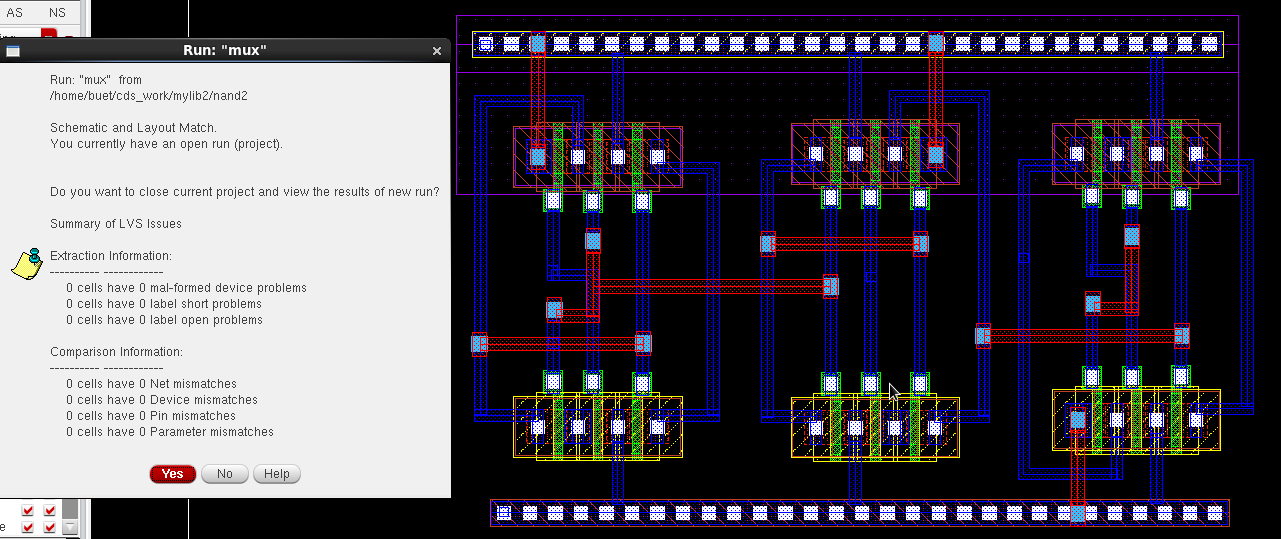 AS NS
Run: "mux"
Run: "mux" from
/home/buet/cds_work/mylib2/nand2
Schematic and Layout Match.
You currently have an open run (project).
Do you want to close current project and view the results of new run?
Summary of LVS Issues
Extraction Information:
---------- ------------
0 cells have 0 mal-formed device problems
0 cells have 0 label short problems
0 cells have 0 label open problems
Comparison Information:
---------- ------------
0 cells have 0 Net mismatches
0 cells have 0 Device mismatches
0 cells have 0 Pin mismatches
0 cells have 0 Parameter mismatches
Yes No Help